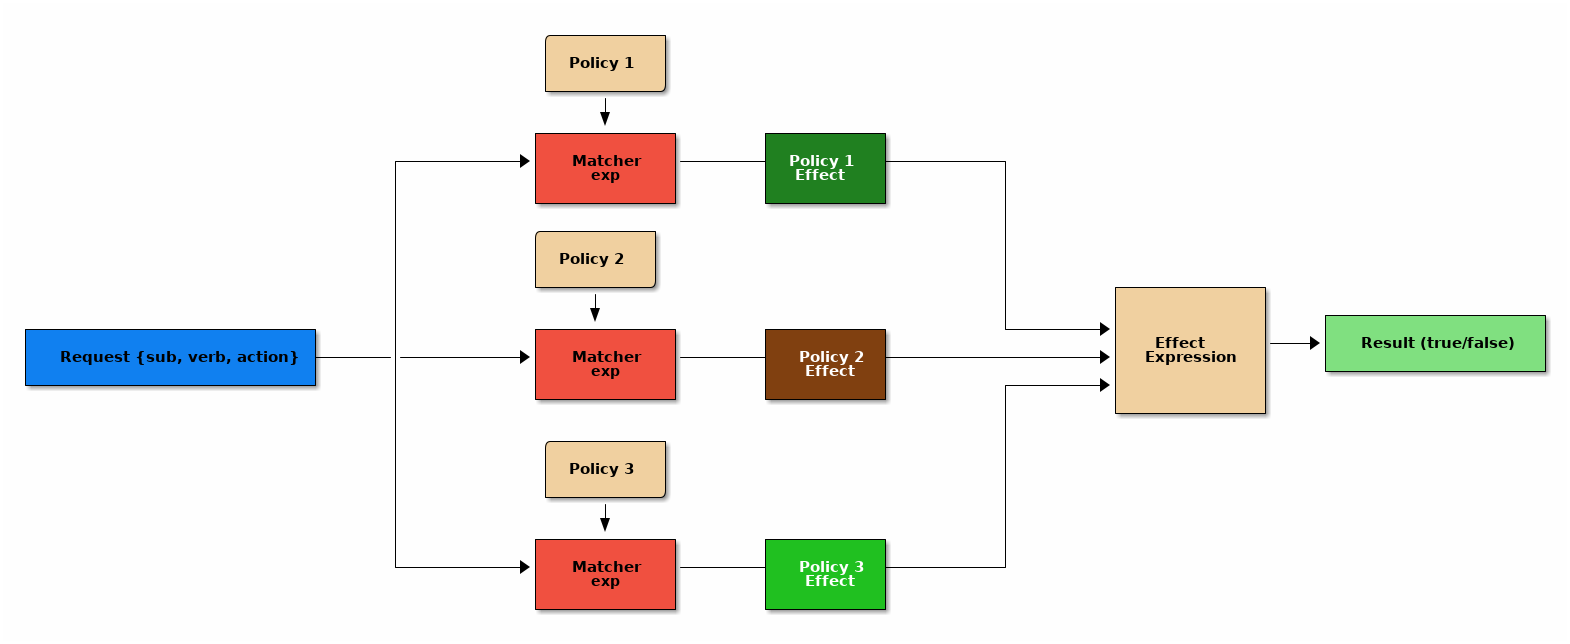 Policy 1
Matcher
exp
Policy 1
Effect
Policy 2
Request {sub, verb, action}
Matcher
exp
Policy 2
Effect
Effect
Expression
Result (true/false)
Policy 3
Matcher
exp
Policy 3
Effect